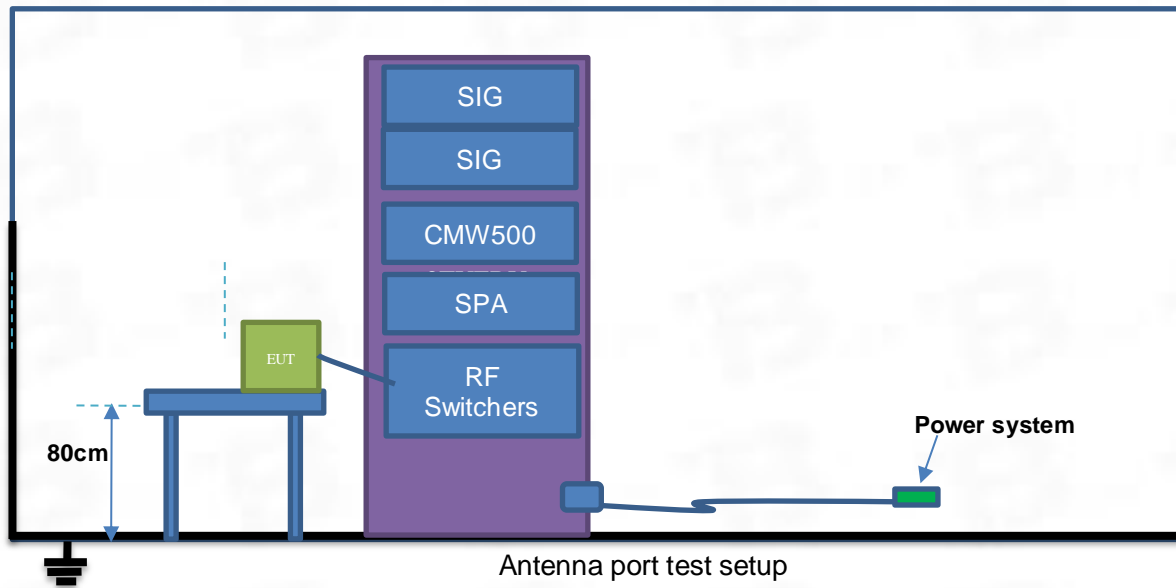 SIG
SIG
CMW500
SPA
EUT
RF
Switchers
80cm
Power system
Antenna port test setup